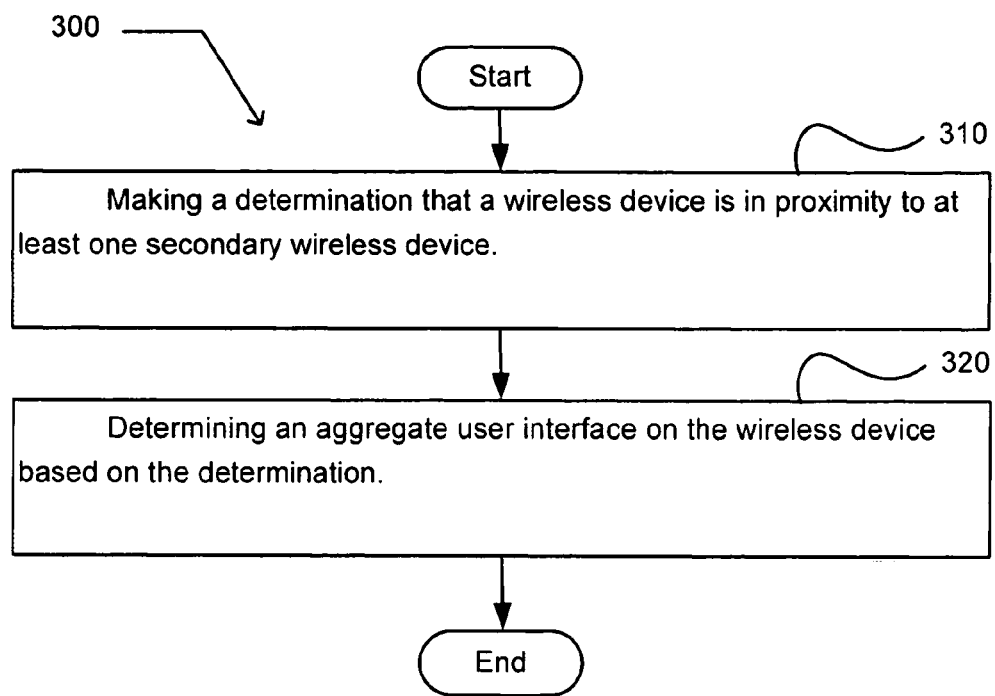 300
Start
310
Making a determination that a wireless device is in proximity to at
least one secondary wireless device.
320
Determining an aggregate user interface on the wireless device
based on the determination.
End